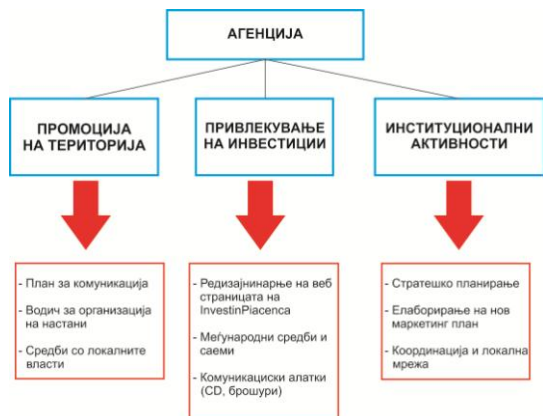 АГЕНЦИЈА
ПРОМОЦИЈА
НА ТЕРИТОРИЈА
ПРИВЛЕКУВАЊЕ
НА ИНВЕСТИЦИИ
ИНСТИТУЦИОНАЛНИ
АКТИВНОСТИ
- План за комуникација
- Водич за организација
на настани
- Средби со локалните
власти
- Редизајнинарње на веб
страницата на
InvestinPiacenca
- Меѓународни средби и
саеми
- Комуникациски алатки
(CD, брошури)
- Стратешко планирање
- Елаборирање на нов
маркетинг план
- Координација и локална
мрежа